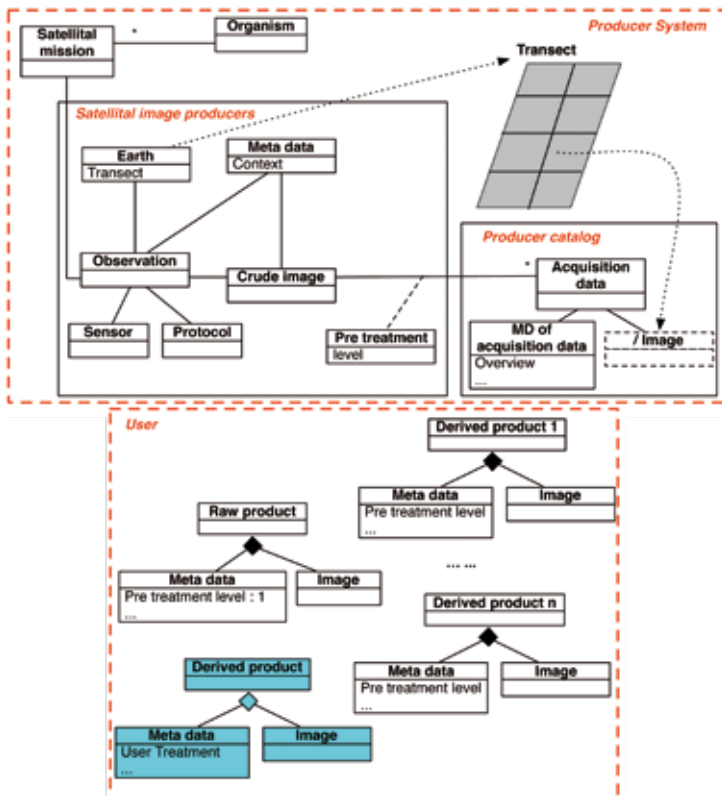 Producer System
Satellital
mission
*
Organism
Transect
Satellital image producers
Earth
Transect
Meta data
Context
Observation
Crude image
Sensor
Protocol
Pre treatment
level
Producer catalog
*
Acquisition
data
MD of
acquisition data
Overview
....
/ Image
User
Derived product 1
Meta data
Pre treatment level
...
Image
Raw product
Meta data
Pre treatment level : 1
...
Image
... ...
Derived product n
Meta data
Pre treatment level
...
Image
Derived product
Meta data
User Treatment
...
Image